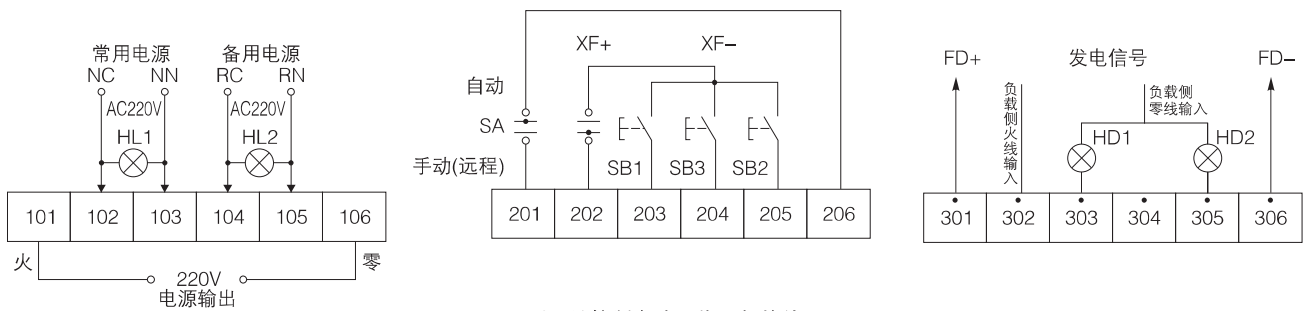 常用电源 备用电源
NC NN RC RN
AC220V AC220V
HL1 HL2
101 102 103 104 105 106
火 零
220V
电源输出
XF+ XF−
自动
SA
手动(远程)
SB1 SB3 SB2
201 202 203 204 205 206
FD+ 发电信号 FD−
负载侧火线输入
负载侧
零线输入
HD1 HD2
301 302 303 304 305 306